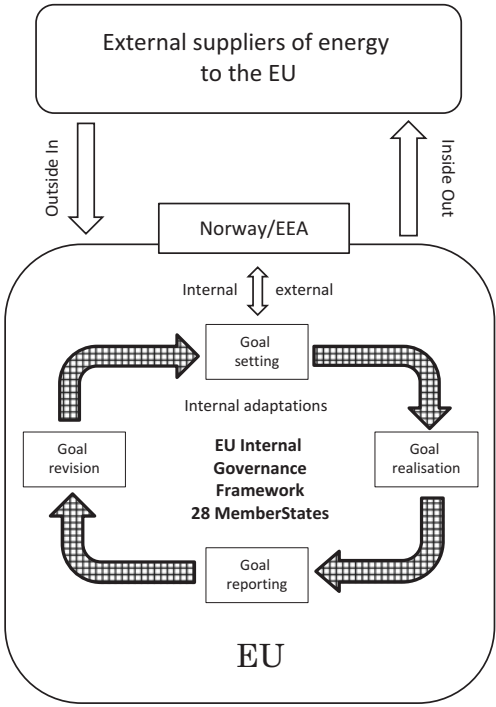 External suppliers of energy
to the EU
Outside In
Inside Out
Norway/EEA
Internal external
Goal
setting
Internal adaptations
Goal
revision
EU Internal
Governance
Framework
28 MemberStates
Goal
realisation
Goal
reporting
EU